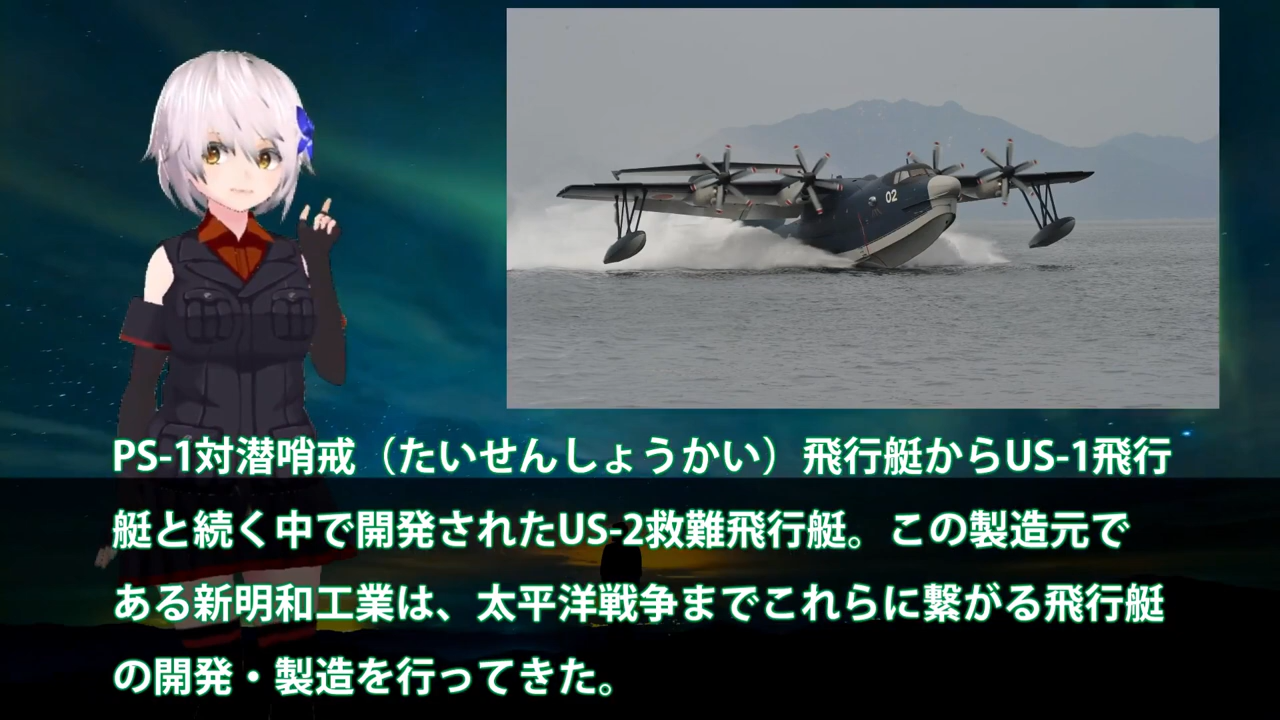 02
PS-1対潜哨戒（たいせんしょうかい）飛行艇からUS-1飛行
艇と続く中で開発されたUS-2救難飛行艇。この製造元で
ある新明和工業は、太平洋戦争までこれらに繋がる飛行艇
の開発・製造を行ってきた。